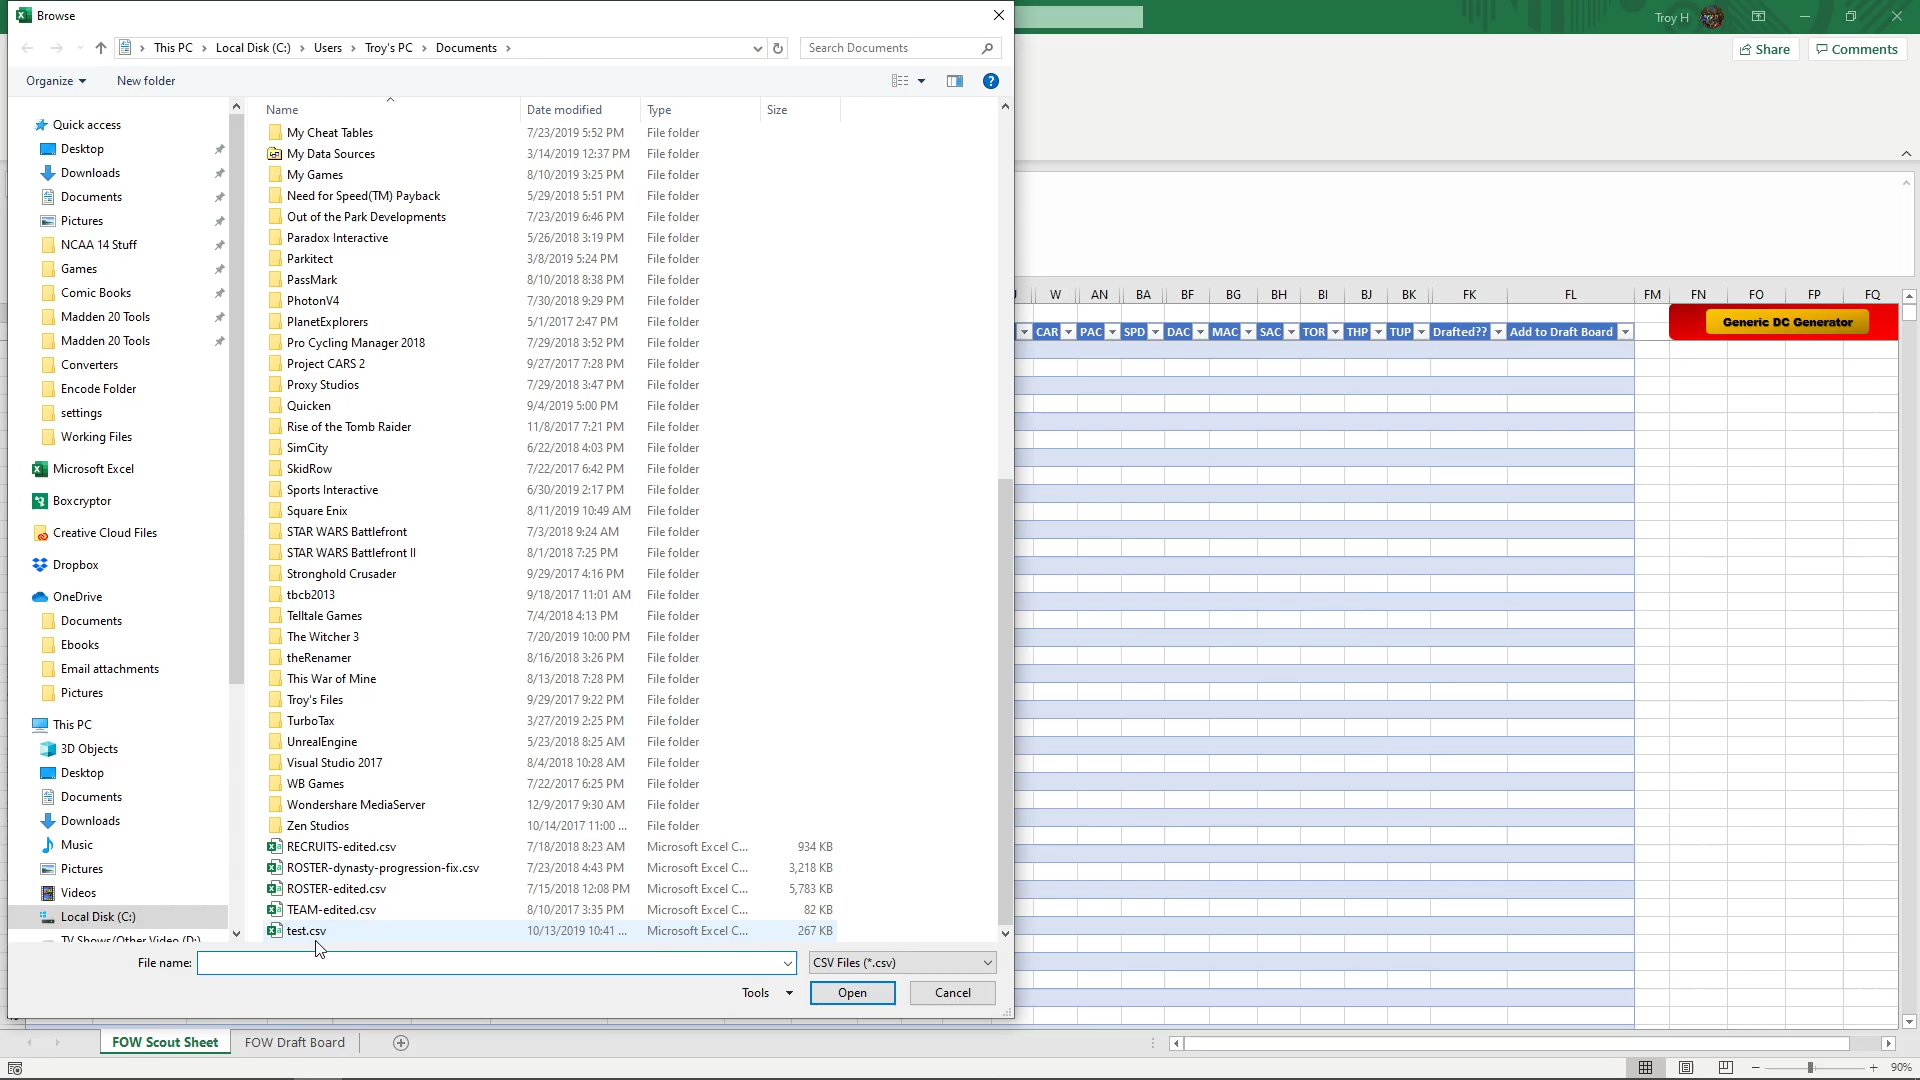 Browse
Troy H
This PC > Local Disk (C:) > Users > Troy's PC > Documents >
Search Documents
Share
Comments
Organize
New folder
Name
Date modified
Type
Size
Quick access
Desktop
Downloads
Documents
Pictures
NCAA 14 Stuff
Games
Comic Books
Madden 20 Tools
Madden 20 Tools
Converters
Encode Folder
settings
Working Files
Microsoft Excel
Boxcryptor
Creative Cloud Files
Dropbox
OneDrive
Documents
Ebooks
Email attachments
Pictures
This PC
3D Objects
Desktop
Documents
Downloads
Music
Pictures
Videos
Local Disk (C:)
TV Shows/Other Video (D:)
My Cheat Tables 7/23/2019 5:52 PM File folder
My Data Sources 3/14/2019 12:37 PM File folder
My Games 8/10/2019 3:25 PM File folder
Need for Speed(TM) Payback 5/29/2018 5:51 PM File folder
Out of the Park Developments 7/23/2019 6:46 PM File folder
Paradox Interactive 5/26/2018 3:19 PM File folder
Parkitect 3/8/2019 5:24 PM File folder
PassMark 8/10/2018 8:38 PM File folder
PhotonV4 7/30/2018 9:29 PM File folder
PlanetExplorers 5/1/2017 2:47 PM File folder
Pro Cycling Manager 2018 7/29/2018 3:52 PM File folder
Project CARS 2 9/27/2017 7:28 PM File folder
Proxy Studios 7/29/2018 3:47 PM File folder
Quicken 9/4/2019 5:00 PM File folder
Rise of the Tomb Raider 11/8/2017 7:21 PM File folder
SimCity 6/22/2018 4:03 PM File folder
SkidRow 7/22/2017 6:42 PM File folder
Sports Interactive 6/30/2019 2:17 PM File folder
Square Enix 8/11/2019 10:49 AM File folder
STAR WARS Battlefront 7/3/2018 9:24 AM File folder
STAR WARS Battlefront II 8/1/2018 7:25 PM File folder
Stronghold Crusader 9/29/2017 4:16 PM File folder
tbcb2013 9/18/2017 11:01 AM File folder
Telltale Games 7/4/2018 4:13 PM File folder
The Witcher 3 7/20/2019 10:00 PM File folder
theRenamer 8/16/2018 3:26 PM File folder
This War of Mine 8/13/2018 7:28 PM File folder
Troy's Files 9/29/2017 9:22 PM File folder
TurboTax 3/27/2019 2:25 PM File folder
UnrealEngine 5/23/2018 8:25 AM File folder
Visual Studio 2017 8/4/2018 10:28 AM File folder
WB Games 7/22/2017 6:25 PM File folder
Wondershare MediaServer 12/9/2017 9:30 AM File folder
Zen Studios 10/14/2017 11:00 ... File folder
RECRUITS-edited.csv 7/18/2018 8:23 AM Microsoft Excel C... 934 KB
ROSTER-dynasty-progression-fix.csv 7/23/2018 4:43 PM Microsoft Excel C... 3,218 KB
ROSTER-edited.csv 7/15/2018 12:08 PM Microsoft Excel C... 5,783 KB
TEAM-edited.csv 8/10/2017 3:35 PM Microsoft Excel C... 82 KB
test.csv 10/13/2019 10:41 ... Microsoft Excel C... 267 KB
File name:
CSV Files (*.csv)
Tools
Open
Cancel
W AN BA BF BG BH BI BJ BK FK FL FM FN FO FP FQ
CAR PAC SPD DAC MAC SAC TOR THP TUP Drafted?? Add to Draft Board
Generic DC Generator
FOW Scout Sheet
FOW Draft Board
90%